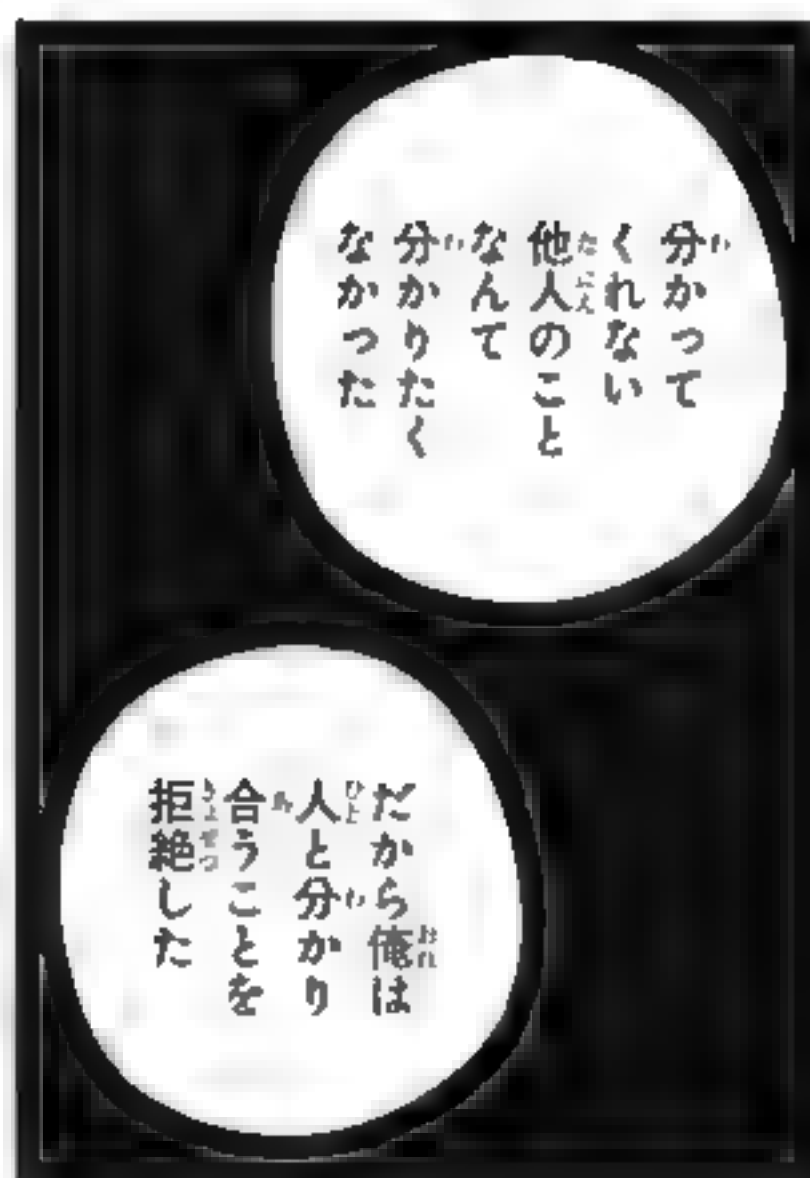 分かって
くれない
他人のこと
なんて
分かりたく
なかった
だから俺は
人と分かり
合うことを
拒絶した